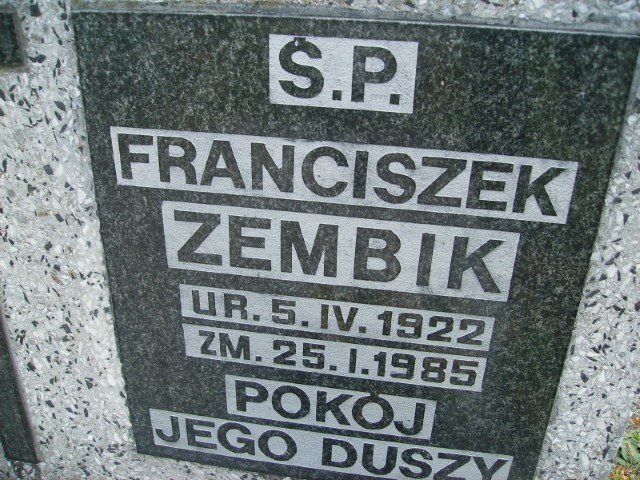 Ś.P.
FRANCISZEK
ZEMBIK
UR. 5. IV. 1922
ZM. 25. I. 1985
POKÓJ
JEGO DUSZY